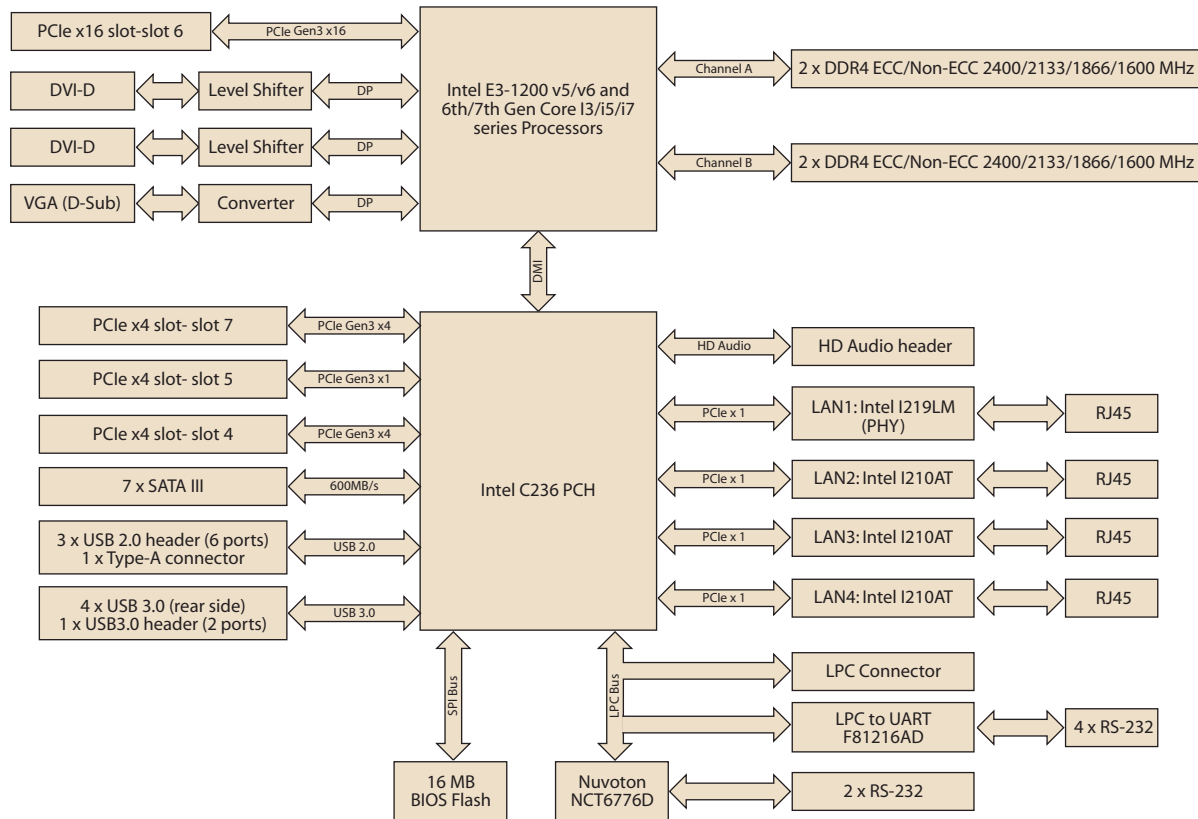 PCIe x16 slot-slot 6
PCIe Gen3 x16
DVI-D
Level Shifter
DP
DVI-D
Level Shifter
DP
VGA (D-Sub)
Converter
DP
Intel E3-1200 v5/v6 and
6th/7th Gen Core I3/i5/i7
series Processors
Channel A
2 x DDR4 ECC/Non-ECC 2400/2133/1866/1600 MHz
Channel B
2 x DDR4 ECC/Non-ECC 2400/2133/1866/1600 MHz
DMI
PCIe x4 slot- slot 7
PCIe Gen3 x4
PCIe x4 slot- slot 5
PCIe Gen3 x1
PCIe x4 slot- slot 4
PCIe Gen3 x4
7 x SATA III
600MB/s
3 x USB 2.0 header (6 ports)
1 x Type-A connector
USB 2.0
4 x USB 3.0 (rear side)
1 x USB3.0 header (2 ports)
USB 3.0
Intel C236 PCH
HD Audio
HD Audio header
PCIe x 1
LAN1: Intel I219LM
(PHY)
RJ45
PCIe x 1
LAN2: Intel I210AT
RJ45
PCIe x 1
LAN3: Intel I210AT
RJ45
PCIe x 1
LAN4: Intel I210AT
RJ45
SPI Bus
LPC Bus
LPC Connector
LPC to UART
F81216AD
4 x RS-232
16 MB
BIOS Flash
Nuvoton
NCT6776D
2 x RS-232